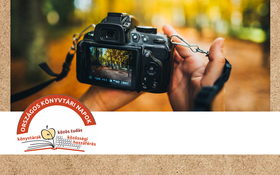 ORSZÁGOS KÖNYVTÁRI NAPOK
közös tudás
könyvtárak
közösségi
hozzáférés